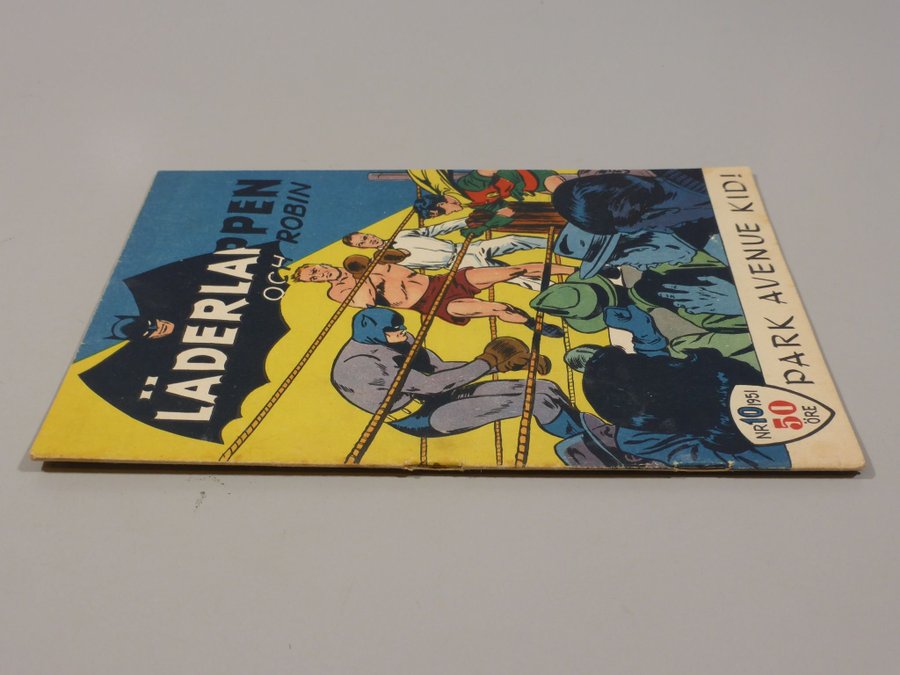 LÄDERLAPPEN
OCH ROBIN
NR 10 1951
50
ÖRE
PARK AVENUE KID!